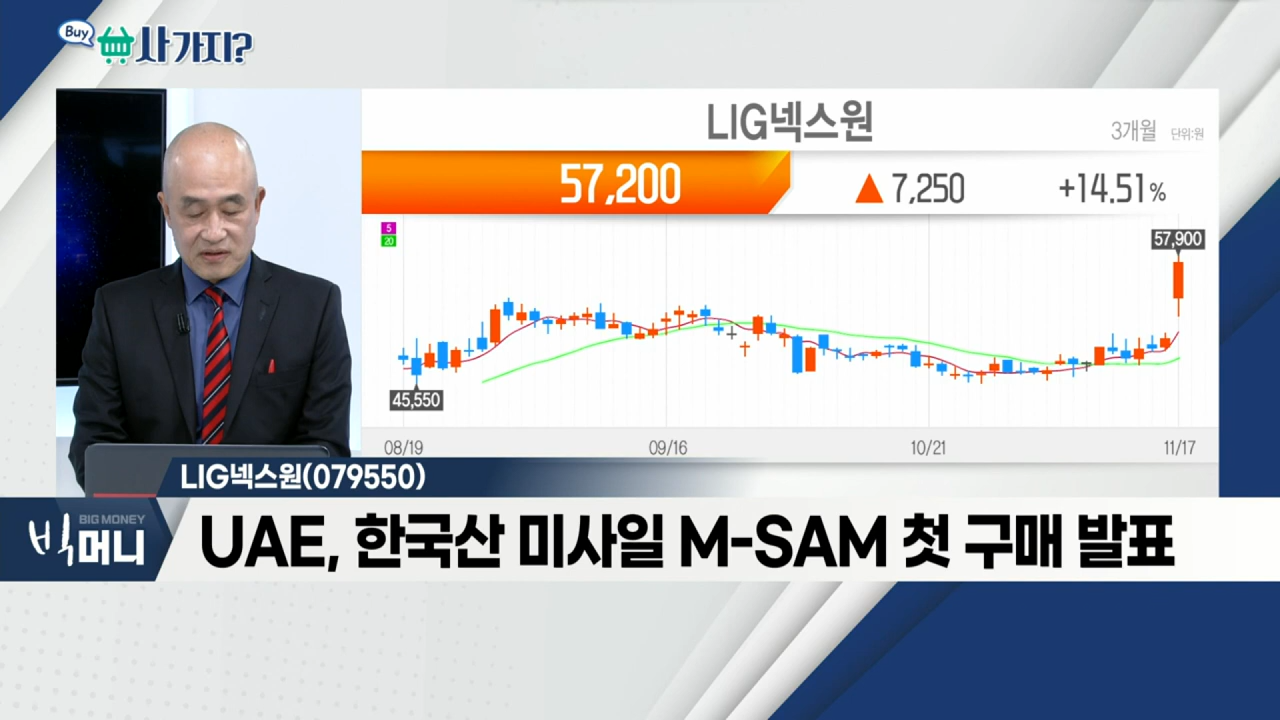 Buy
사가지?
LIG넥스원
3개월 단위:원
57,200 ▲ 7,250 +14.51%
5
20
57,900
45,550
08/19 09/16 10/21 11/17
LIG넥스원(079550)
BIG MONEY
빅머니
UAE, 한국산 미사일 M-SAM 첫 구매 발표